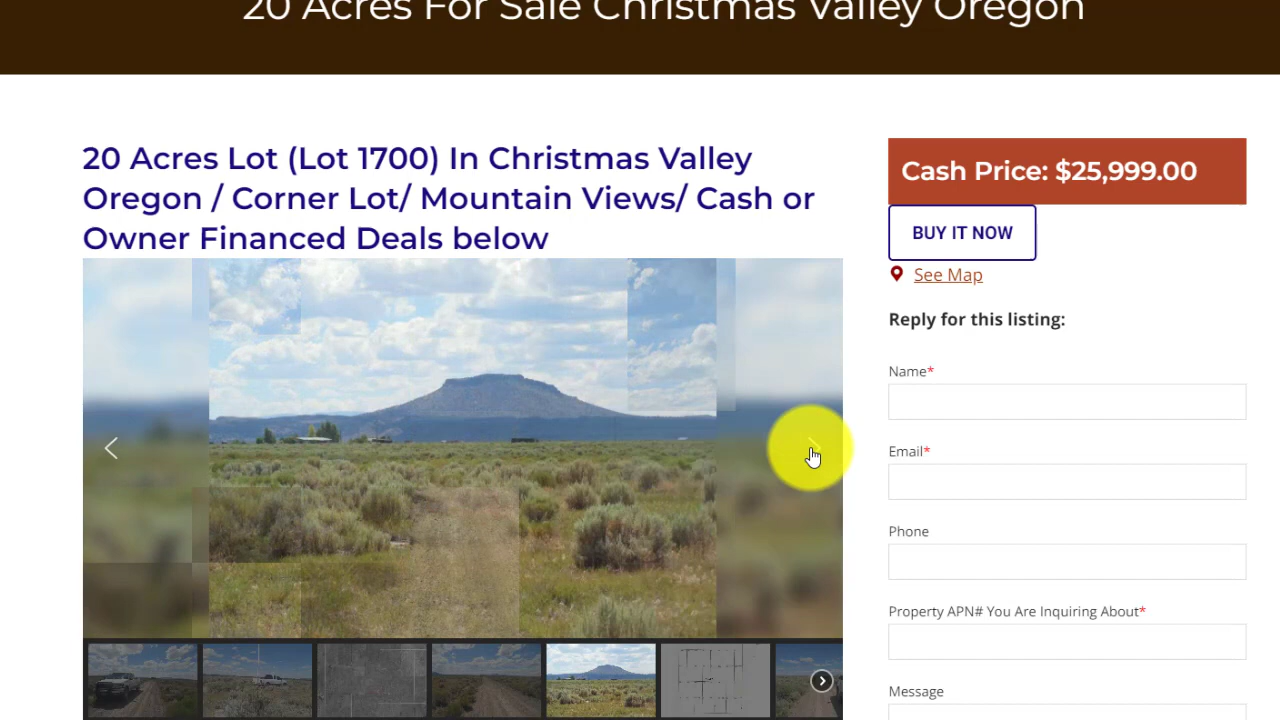 20 Acres For Sale Christmas Valley Oregon
20 Acres Lot (Lot 1700) In Christmas Valley
Oregon / Corner Lot/ Mountain Views/ Cash or
Owner Financed Deals below
Cash Price: $25,999.00
BUY IT NOW
See Map
Reply for this listing:
Name*
Email*
Phone
Property APN# You Are Inquiring About*
Message